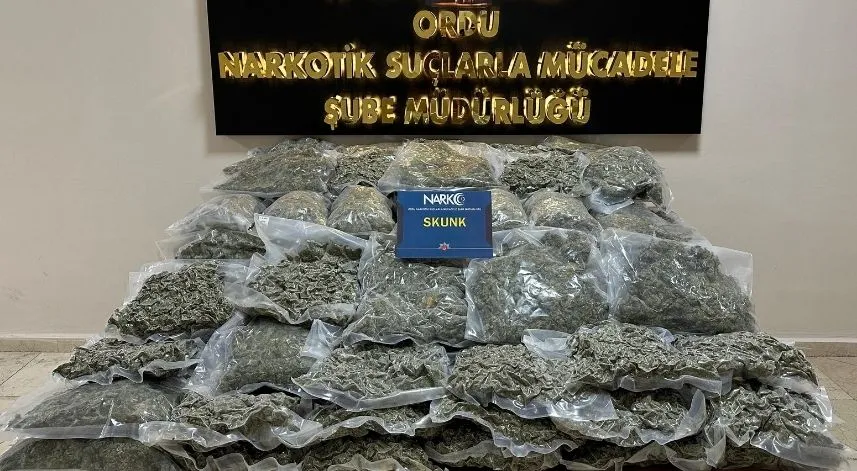 ORDU
NARKOTİK SUÇLARLA MÜCADELE
ŞUBE MÜDÜRLÜĞÜ
NARKO
SKUNK